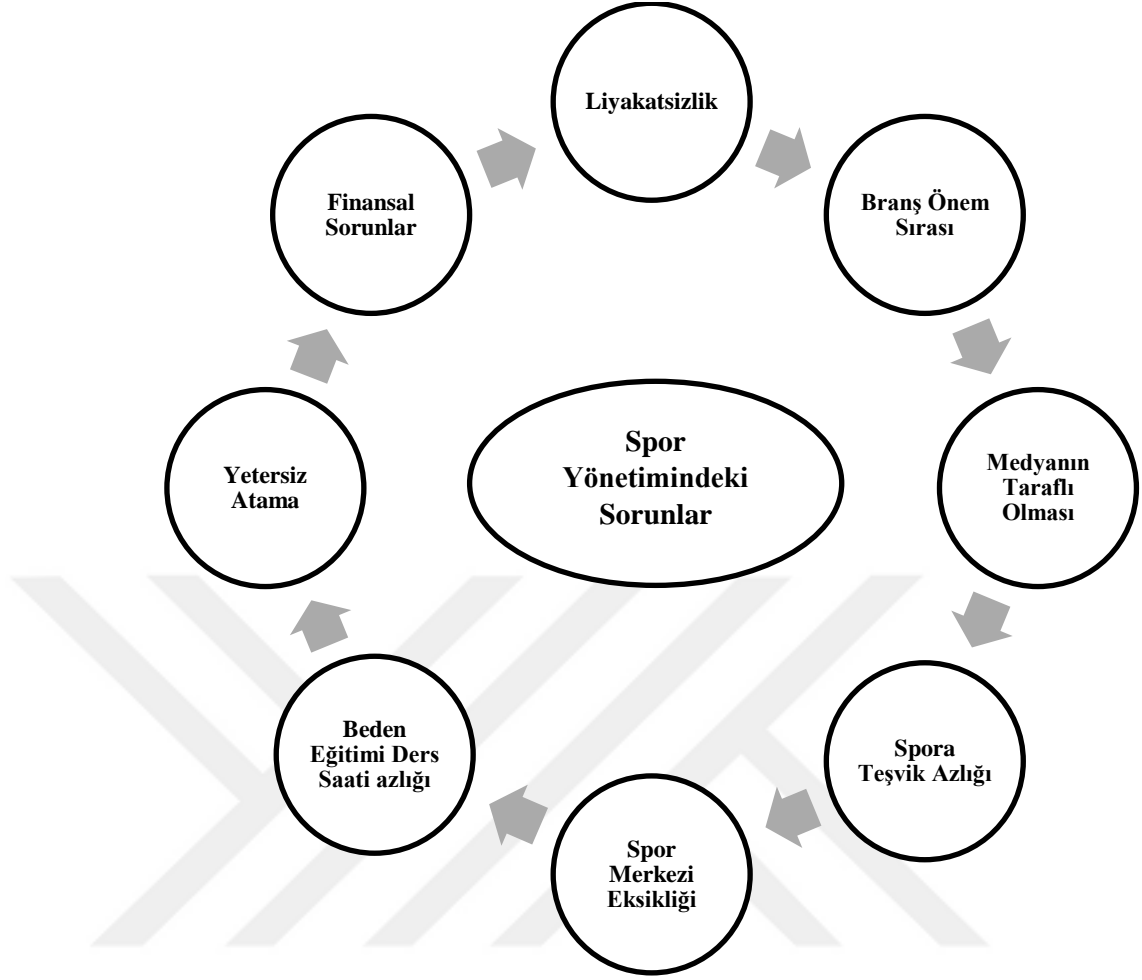 Liyakatsizlik
Branş Önem
Sırası
Medyanın
Taraflı
Olması
Spora
Teşvik Azlığı
Spor
Merkezi
Eksikliği
Beden
Eğitimi Ders
Saati azlığı
Yetersiz
Atama
Finansal
Sorunlar
Spor
Yönetimindeki
Sorunlar